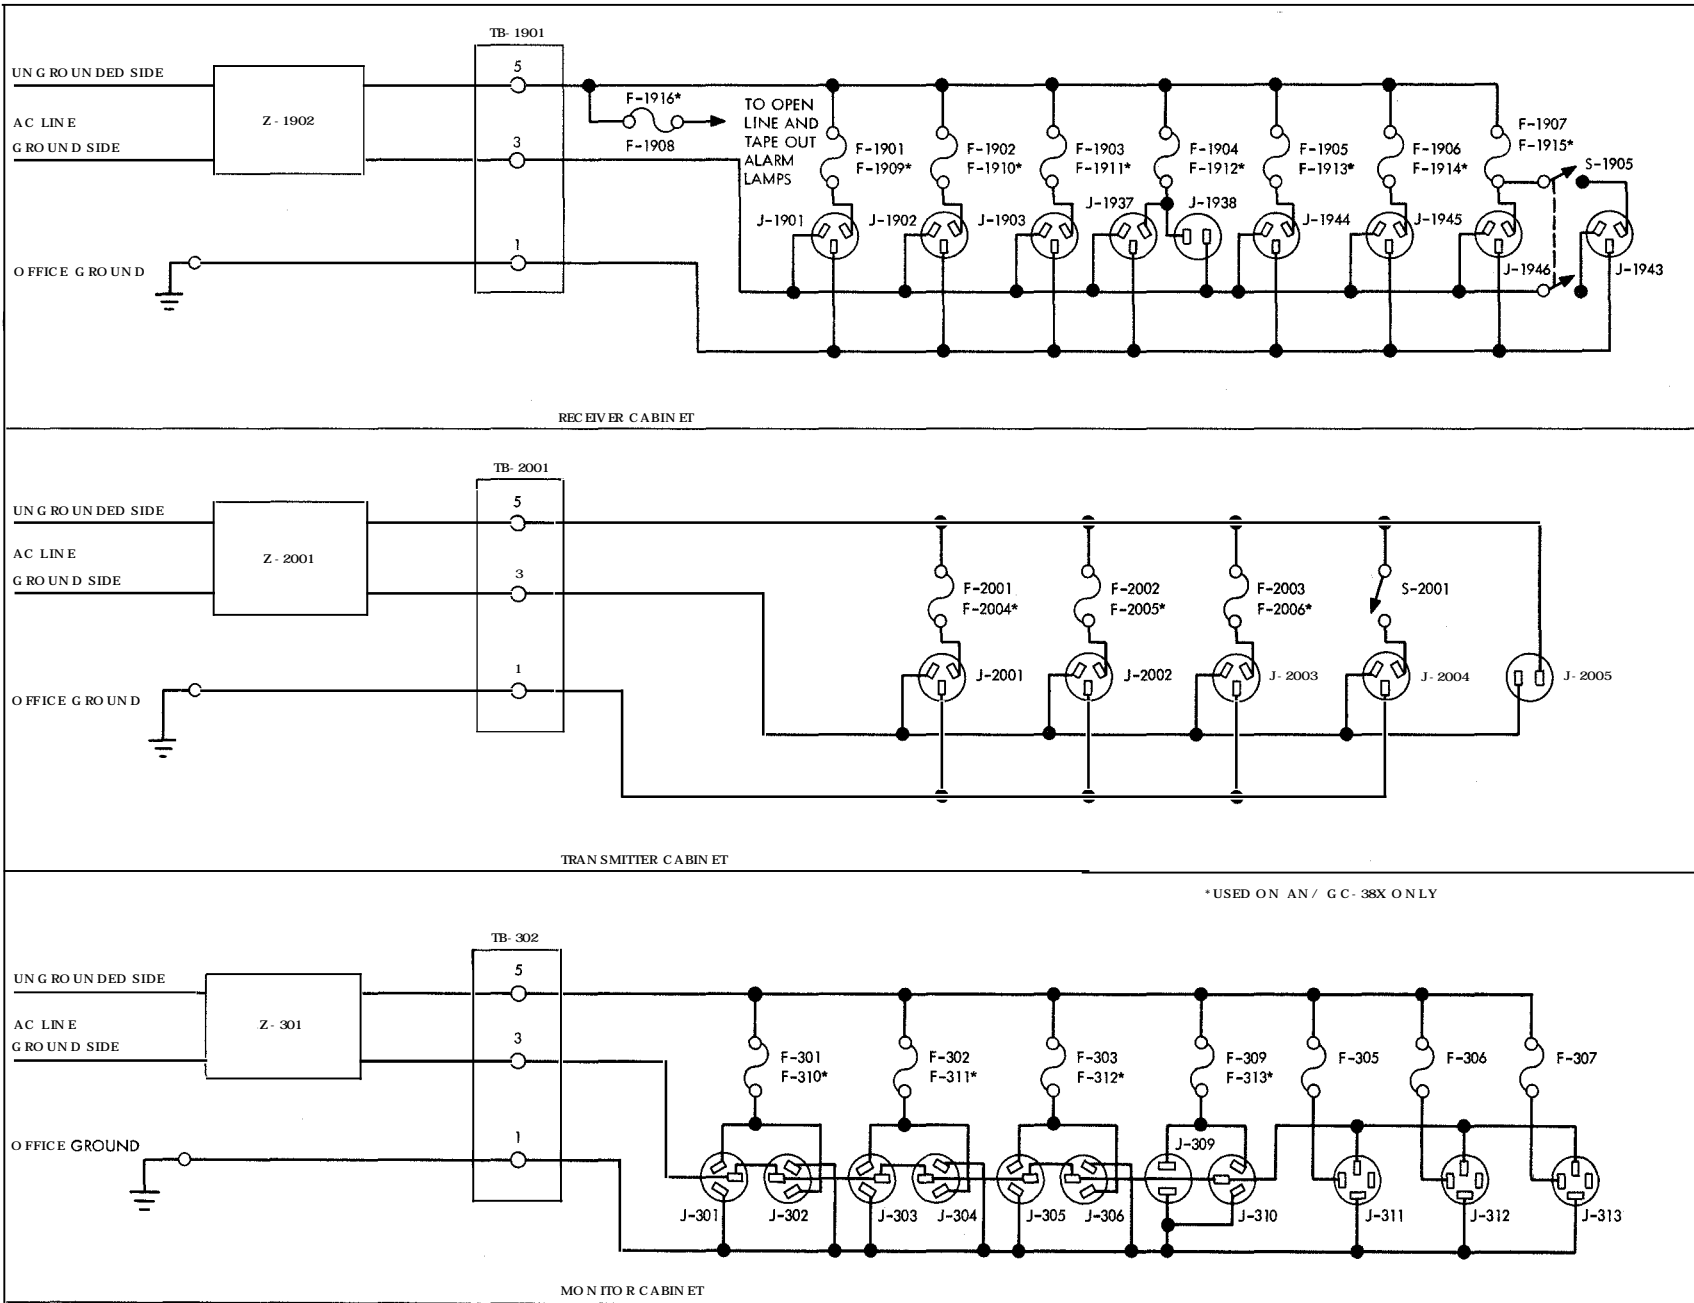 TB-1901
UNGROUNDED SIDE
AC LINE
GROUND SIDE
OFFICE GROUND
Z-1902
5
3
1
F-1916*
F-1908
TO OPEN
LINE AND
TAPE OUT
ALARM
LAMPS
F-1901
F-1909*
F-1902
F-1910*
F-1903
F-1911*
F-1904
F-1912*
F-1905
F-1913*
F-1906
F-1914*
F-1907
F-1915*
S-1905
J-1901
J-1902
J-1903
J-1937
J-1938
J-1944
J-1945
J-1946
J-1943
RECEIVER CABINET
TB-2001
UNGROUNDED SIDE
AC LINE
GROUND SIDE
OFFICE GROUND
Z-2001
5
3
1
F-2001
F-2004*
F-2002
F-2005*
F-2003
F-2006*
S-2001
J-2001
J-2002
J-2003
J-2004
J-2005
TRANSMITTER CABINET
*USED ON AN/GC-38X ONLY
TB-302
UNGROUNDED SIDE
AC LINE
GROUND SIDE
OFFICE GROUND
Z-301
5
3
1
F-301
F-310*
F-302
F-311*
F-303
F-312*
F-309
F-313*
F-305
F-306
F-307
J-309
J-301
J-302
J-303
J-304
J-305
J-306
J-310
J-311
J-312
J-313
MONITOR CABINET